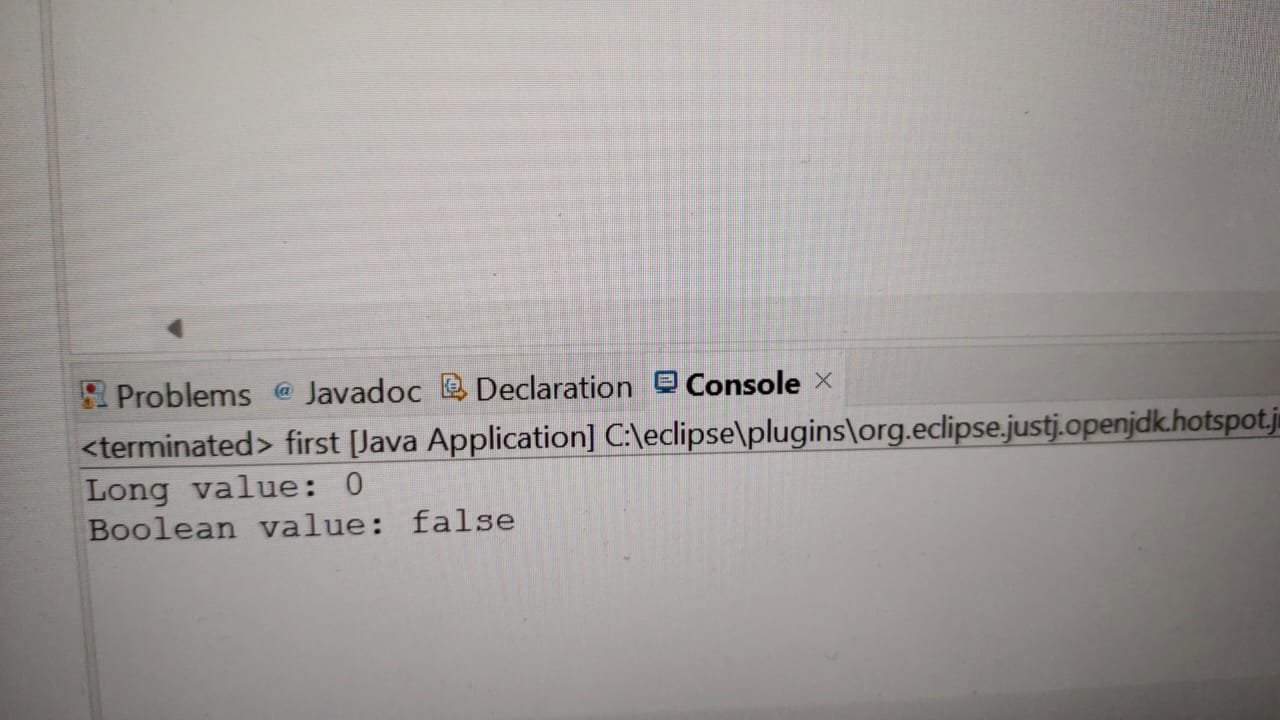 Problems @ Javadoc Declaration Console ×
<terminated> first [Java Application] C:\eclipse\plugins\org.eclipse.justj.openjdk.hotspot.j
Long value: 0
Boolean value: false